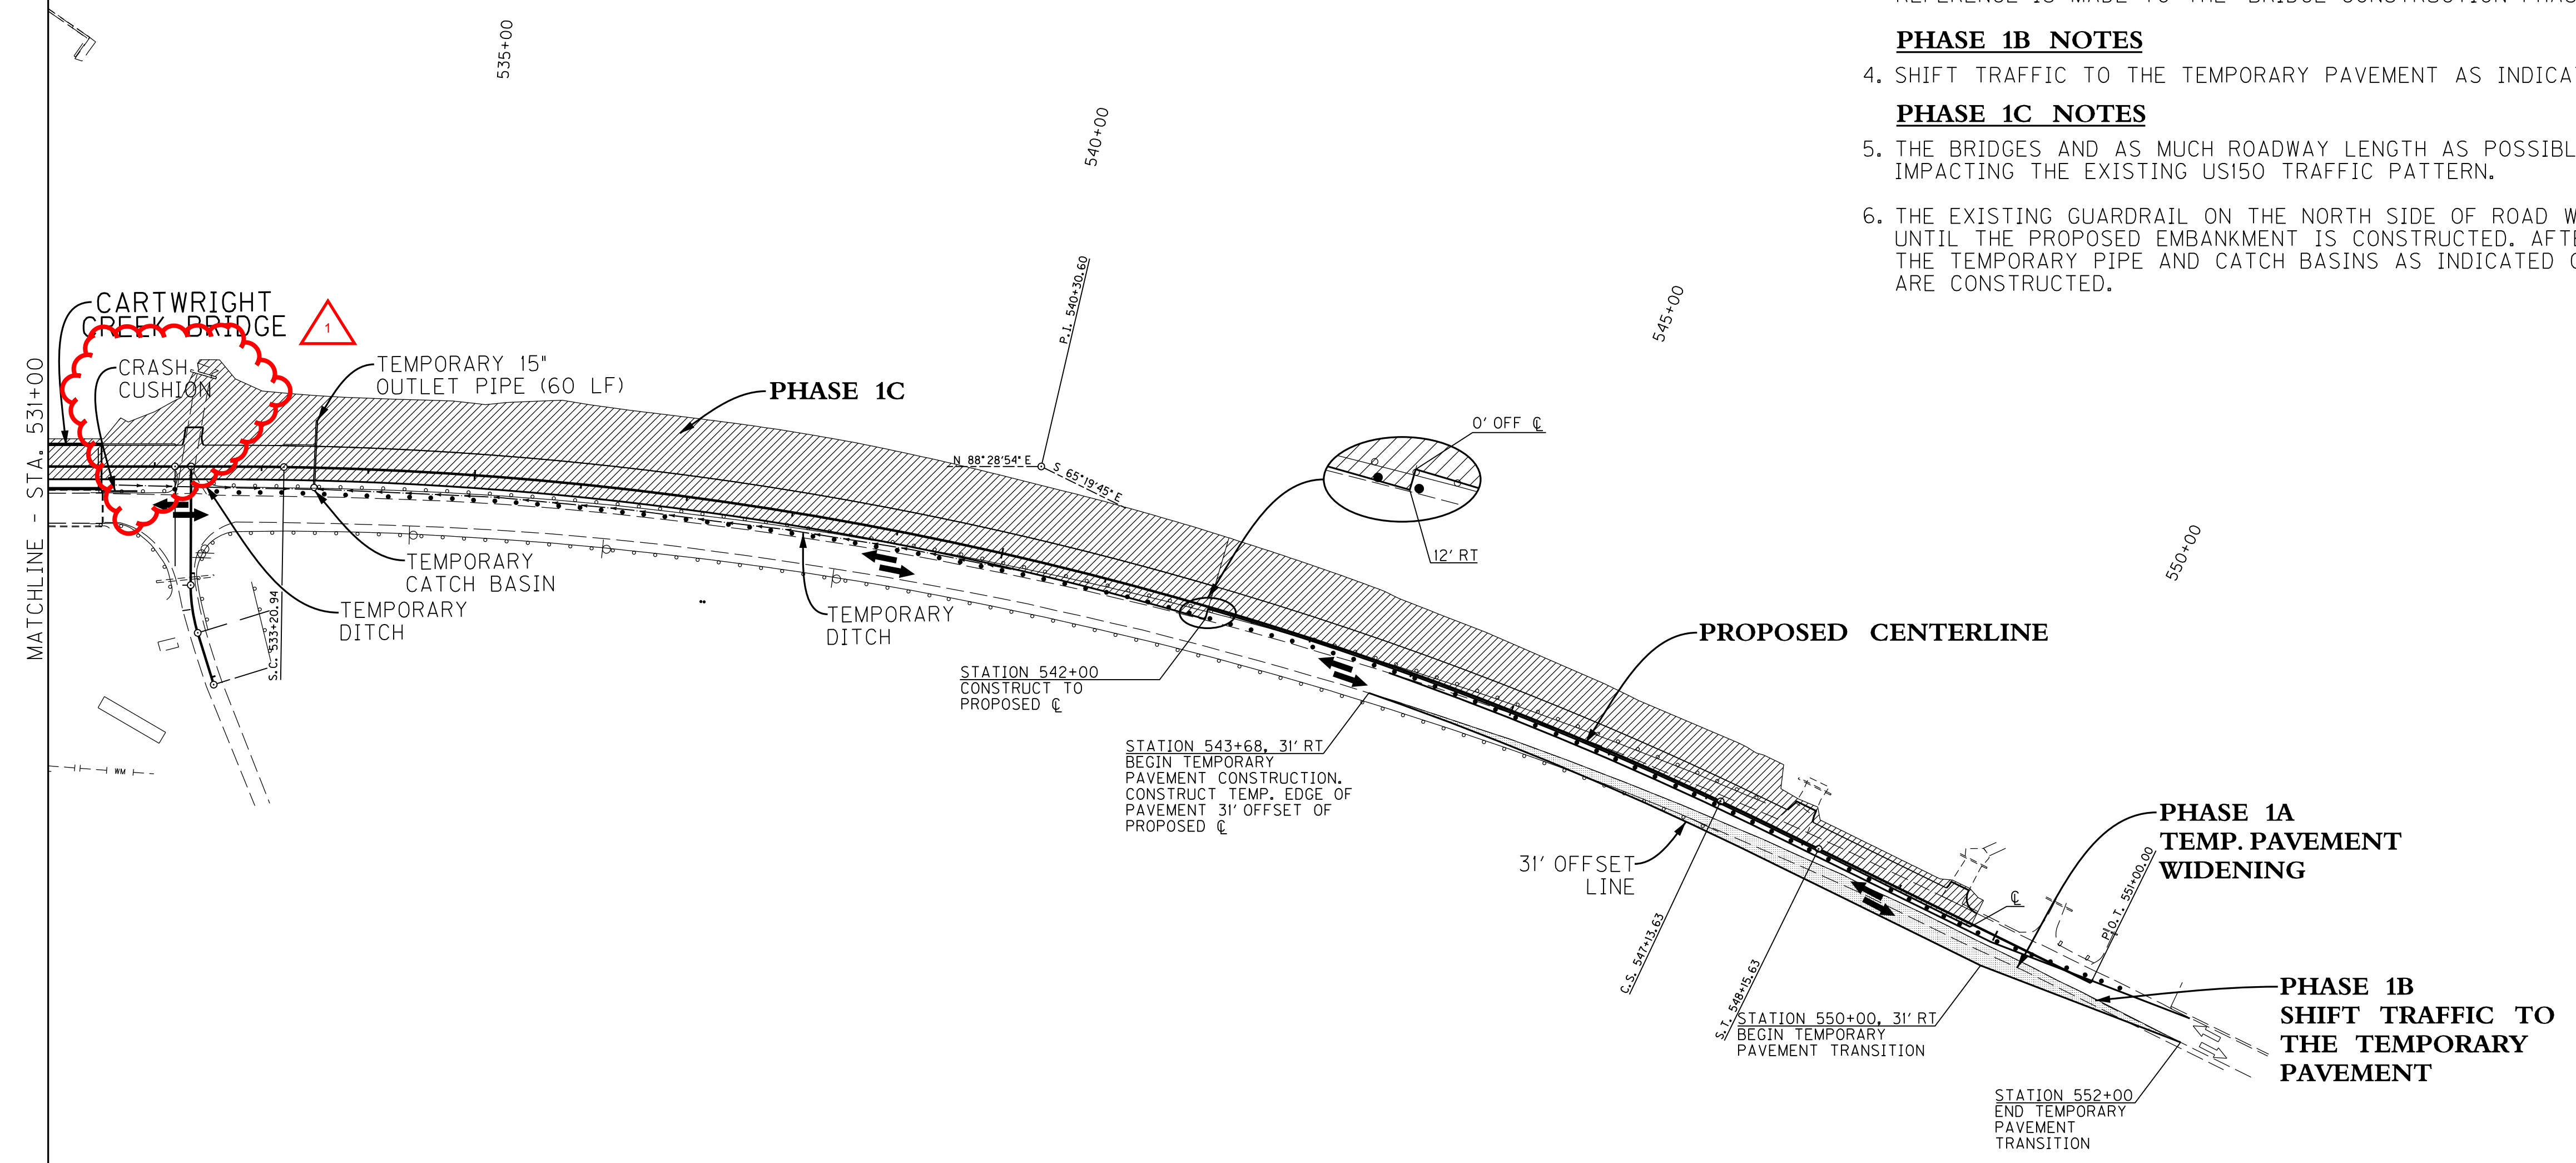 REFERENCE IS MADE TO THE BRIDGE CONSTRUCTION
PHASE 1B NOTES
4. SHIFT TRAFFIC TO THE TEMPORARY PAVEMENT AS
PHASE 1C NOTES
5. THE BRIDGES AND AS MUCH ROADWAY LENGTH AS
IMPACTING THE EXISTING US150 TRAFFIC PATTERN.
6. THE EXISTING GUARDRAIL ON THE NORTH SIDE OF ROAD
UNTIL THE PROPOSED EMBANKMENT IS CONSTRUCTED.
THE TEMPORARY PIPE AND CATCH BASINS AS INDICATED
ARE CONSTRUCTED.
535+00
540+00
545+00
550+00
MATCHLINE - STA. 531+00
CARTWRIGHT
CREEK BRIDGE
1
CRASH
CUSHION
TEMPORARY 15"
OUTLET PIPE (60 LF)
PHASE 1C
P.I. 540+30.60
N 88°28'54" E
S 65°19'45" E
0' OFF ℄
12' RT
TEMPORARY
CATCH BASIN
TEMPORARY
DITCH
S.C. 533+20.94
TEMPORARY
DITCH
WM
STATION 542+00
CONSTRUCT TO
PROPOSED ℄
PROPOSED CENTERLINE
STATION 543+68, 31' RT
BEGIN TEMPORARY
PAVEMENT CONSTRUCTION.
CONSTRUCT TEMP. EDGE OF
PAVEMENT 31' OFFSET OF
PROPOSED ℄
31' OFFSET
LINE
C.S. 547+13.63
S.T. 548+15.63
℄
P.O.T. 551+00.00
PHASE 1A
TEMP. PAVEMENT
WIDENING
STATION 550+00, 31' RT
BEGIN TEMPORARY
PAVEMENT TRANSITION
PHASE 1B
SHIFT TRAFFIC TO
THE TEMPORARY
PAVEMENT
STATION 552+00
END TEMPORARY
PAVEMENT
TRANSITION